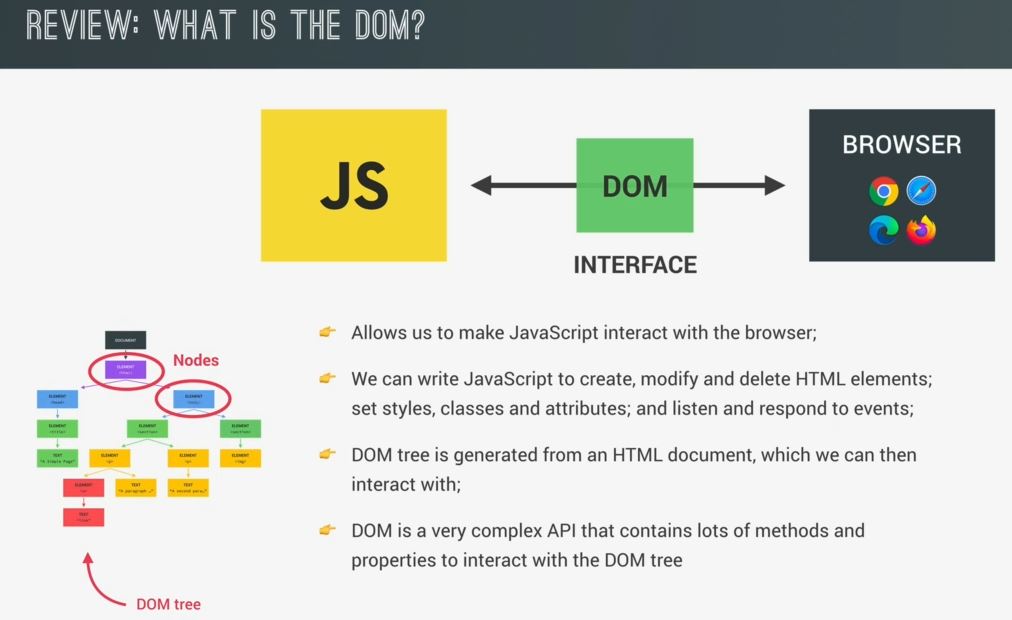 REVIEW: WHAT IS THE DOM?
JS
DOM
INTERFACE
BROWSER
Allows us to make JavaScript interact with the browser;
We can write JavaScript to create, modify and delete HTML elements;
set styles, classes and attributes; and listen and respond to events;
DOM tree is generated from an HTML document, which we can then
interact with;
DOM is a very complex API that contains lots of methods and
properties to interact with the DOM tree
DOCUMENT
Nodes
ELEMENT
<html>
ELEMENT
<head>
ELEMENT
<body>
ELEMENT
<title>
ELEMENT
<section>
ELEMENT
<section>
TEXT
"A Simple Page"
ELEMENT
<p>
ELEMENT
<p>
ELEMENT
<img>
ELEMENT
<a>
TEXT
"A paragraph …"
TEXT
"A second para…"
TEXT
DOM tree